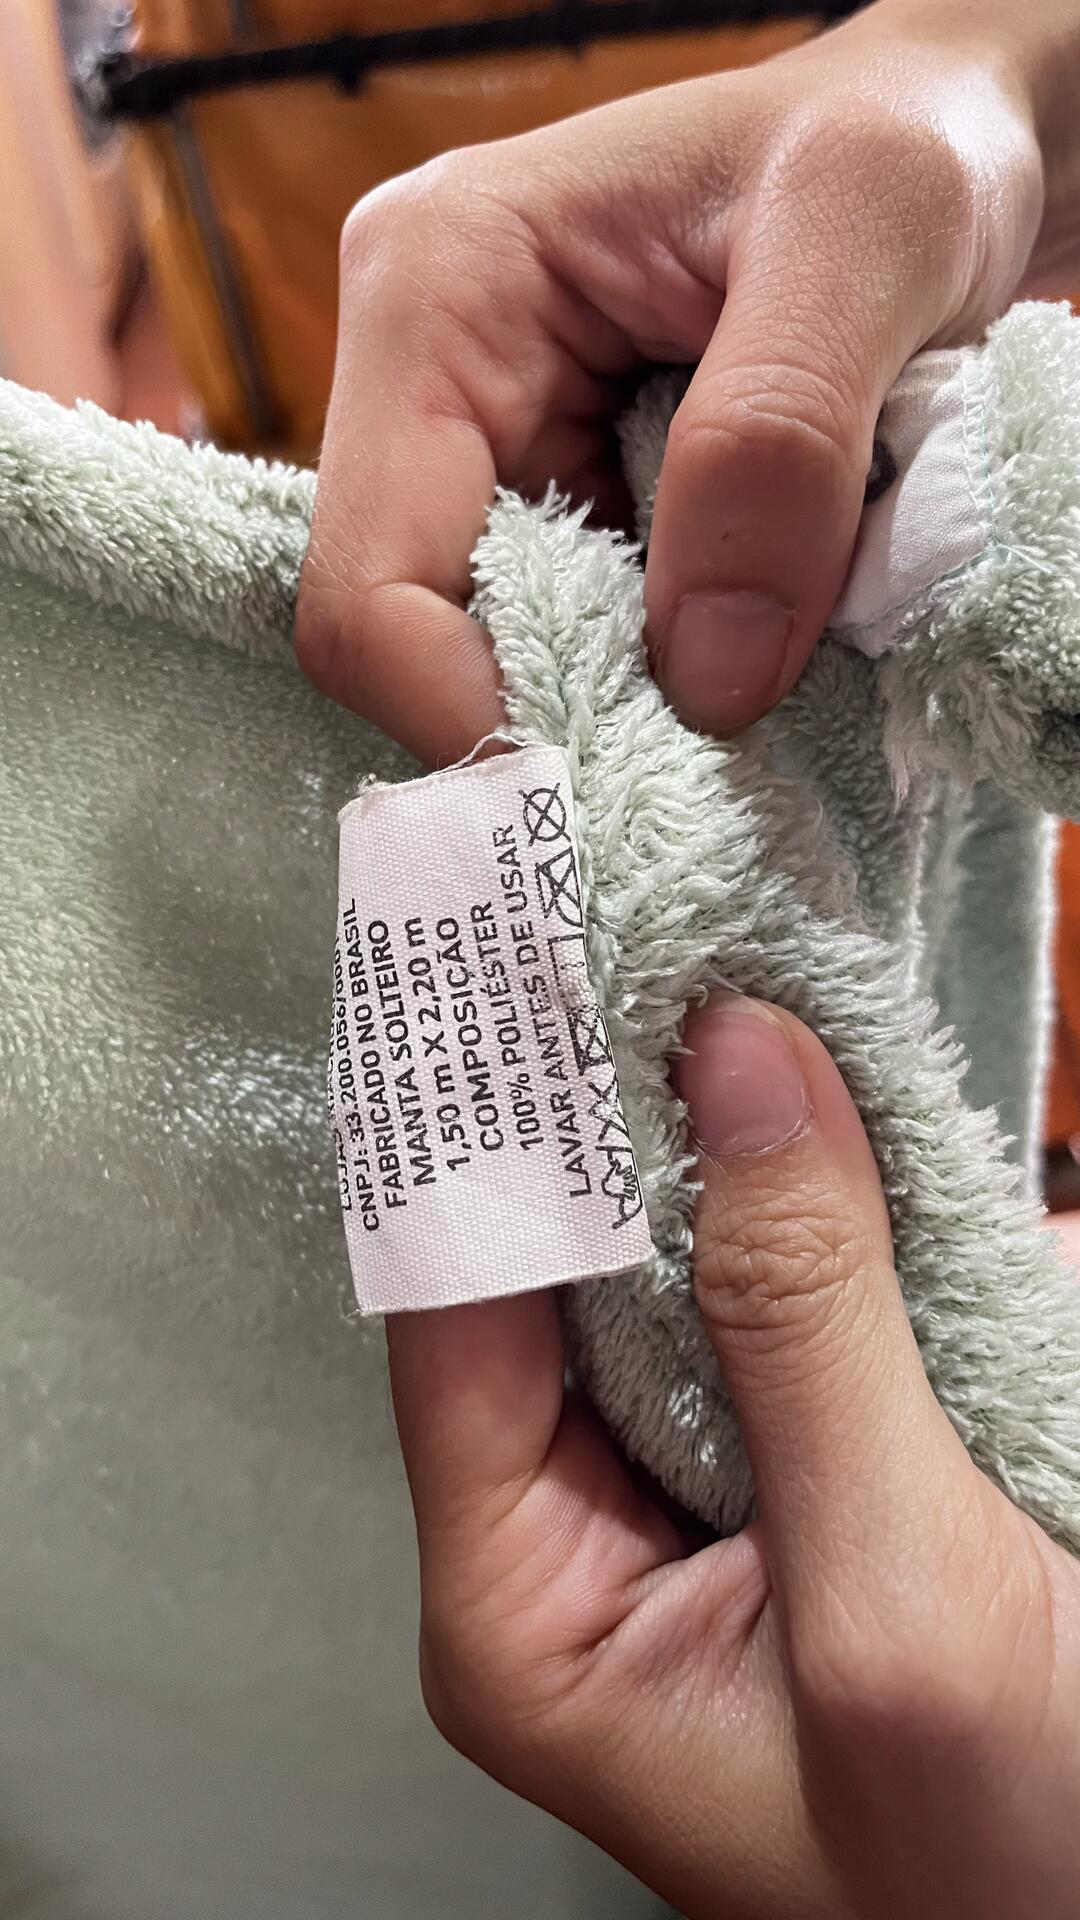 CNPJ: 33.200.056/000
FABRICADO NO BRASIL
MANTA SOLTEIRO
1,50 m X 2,20 m
COMPOSIÇÃO
100% POLIÉSTER
LAVAR ANTES DE USAR